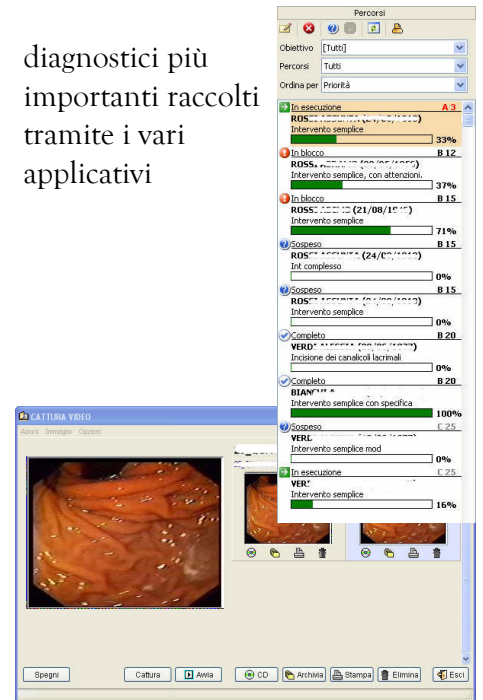 diagnostici più
importanti raccolti
tramite i vari
applicativi
Percorsi
Obiettivo [Tutti]
Percorsi Tutti
Ordina per Priorità
In esecuzione A 3
Intervento semplice
33%
In blocco B 12
Intervento semplice, con attenzioni.
37%
In blocco B 15
(21/08/
Intervento semplice
71%
Sospeso B 15
Int complesso
0%
Sospeso B 15
Intervento semplice
0%
Completo B 20
Incisione dei canalicoli lacrimali
0%
Completo B 20
Intervento semplice con specifica
100%
Sospeso C 25
Intervento semplice mod
0%
In esecuzione C 25
Intervento semplice
16%
CATTURA VIDEO
Azioni Immagini Opzioni
Spegni Cattura Avvia CD Archivia Stampa Elimina Esci